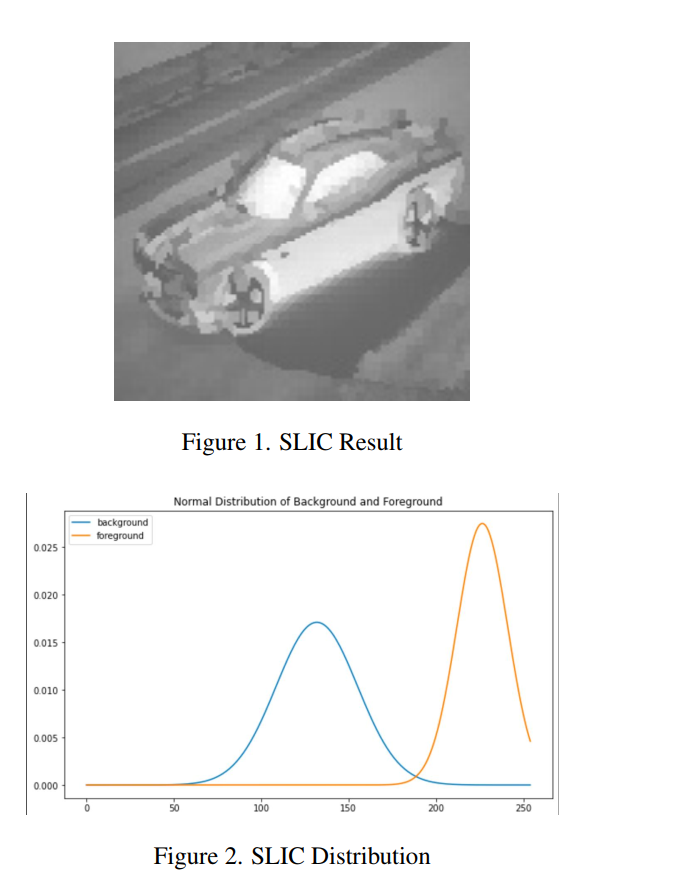 Figure 1. SLIC Result
Normal Distribution of Background and Foreground
background
foreground
0.025
0.020
0.015
0.010
0.005
0.000
0 50 100 150 200 250
Figure 2. SLIC Distribution